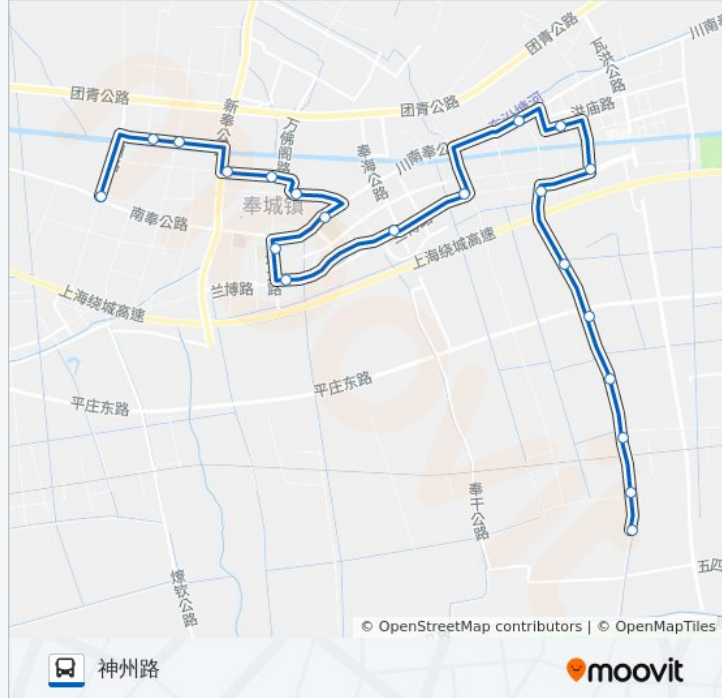 川南奉
团青公路
瓦洪公路
团青公路
新奉公
万佛阁路
团青公路
洪庙路
奉海公路
川南奉公
奉城镇
南奉公路
兰博路
上海绕城高速
上海绕城高速
平庄东路
平庄东路
奉干公路
燎钦公路
五四
© OpenStreetMap contributors | © OpenMapTiles
神州路
moovit